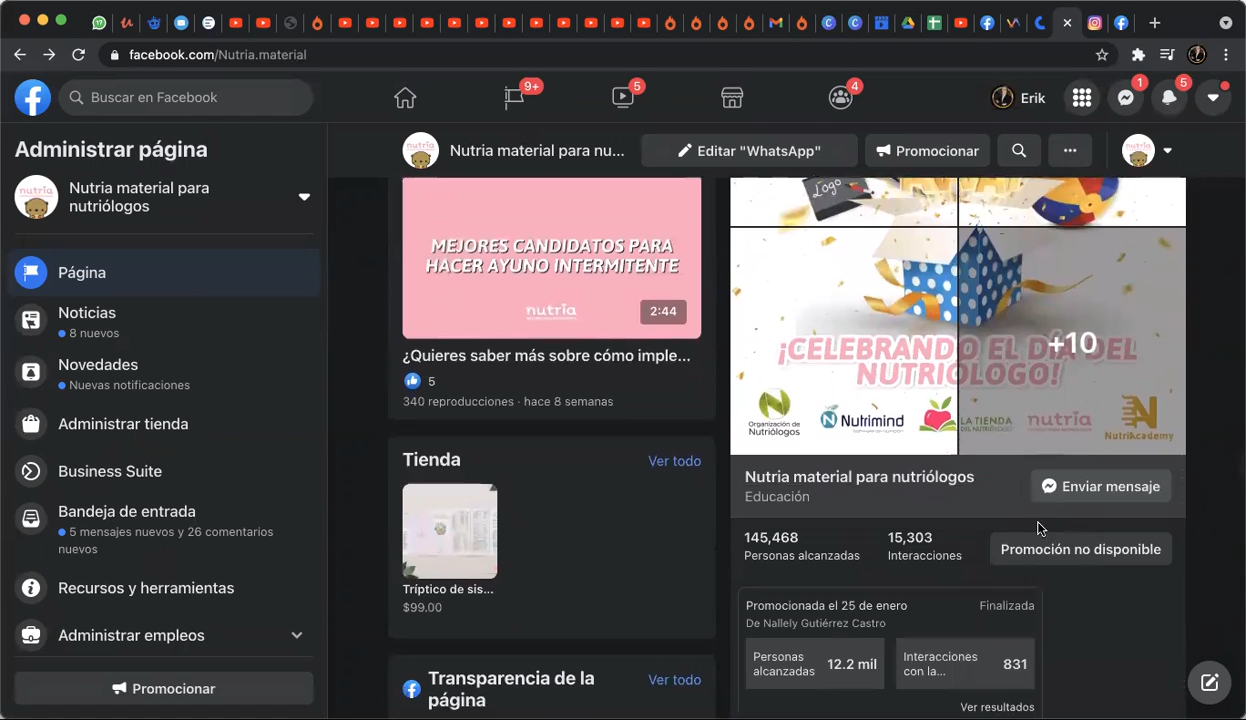 facebook.com/Nutria.material
Buscar en Facebook
9+
5
4
Erik
1
5
Administrar página
Nutria material para
nutriólogos
Página
Noticias
8 nuevos
Novedades
Nuevas notificaciones
Administrar tienda
Business Suite
Bandeja de entrada
5 mensajes nuevos y 26 comentarios
nuevos
Recursos y herramientas
Administrar empleos
Promocionar
nutria
Nutria material para nu...
Editar "WhatsApp"
Promocionar
MEJORES CANDIDATOS PARA
HACER AYUNO INTERMITENTE
nutria
2:44
¿Quieres saber más sobre cómo imple...
5
340 reproducciones · hace 8 semanas
Tienda
Ver todo
Tríptico de sis...
$99.00
Transparencia de la
página
Ver todo
Logo
+10
¡CELEBRANDO EL DÍA DEL
NUTRIÓLOGO!
Organización de
Nutriólogos
Nutrimind
LA TIENDA
DEL NUTRIÓLOGO
nutria
NutriAcademy
Nutria material para nutriólogos
Educación
Enviar mensaje
145,468
Personas alcanzadas
15,303
Interacciones
Promoción no disponible
Promocionada el 25 de enero
Finalizada
De Nallely Gutiérrez Castro
Personas
alcanzadas
12.2 mil
Interacciones
con la...
831
Ver resultados